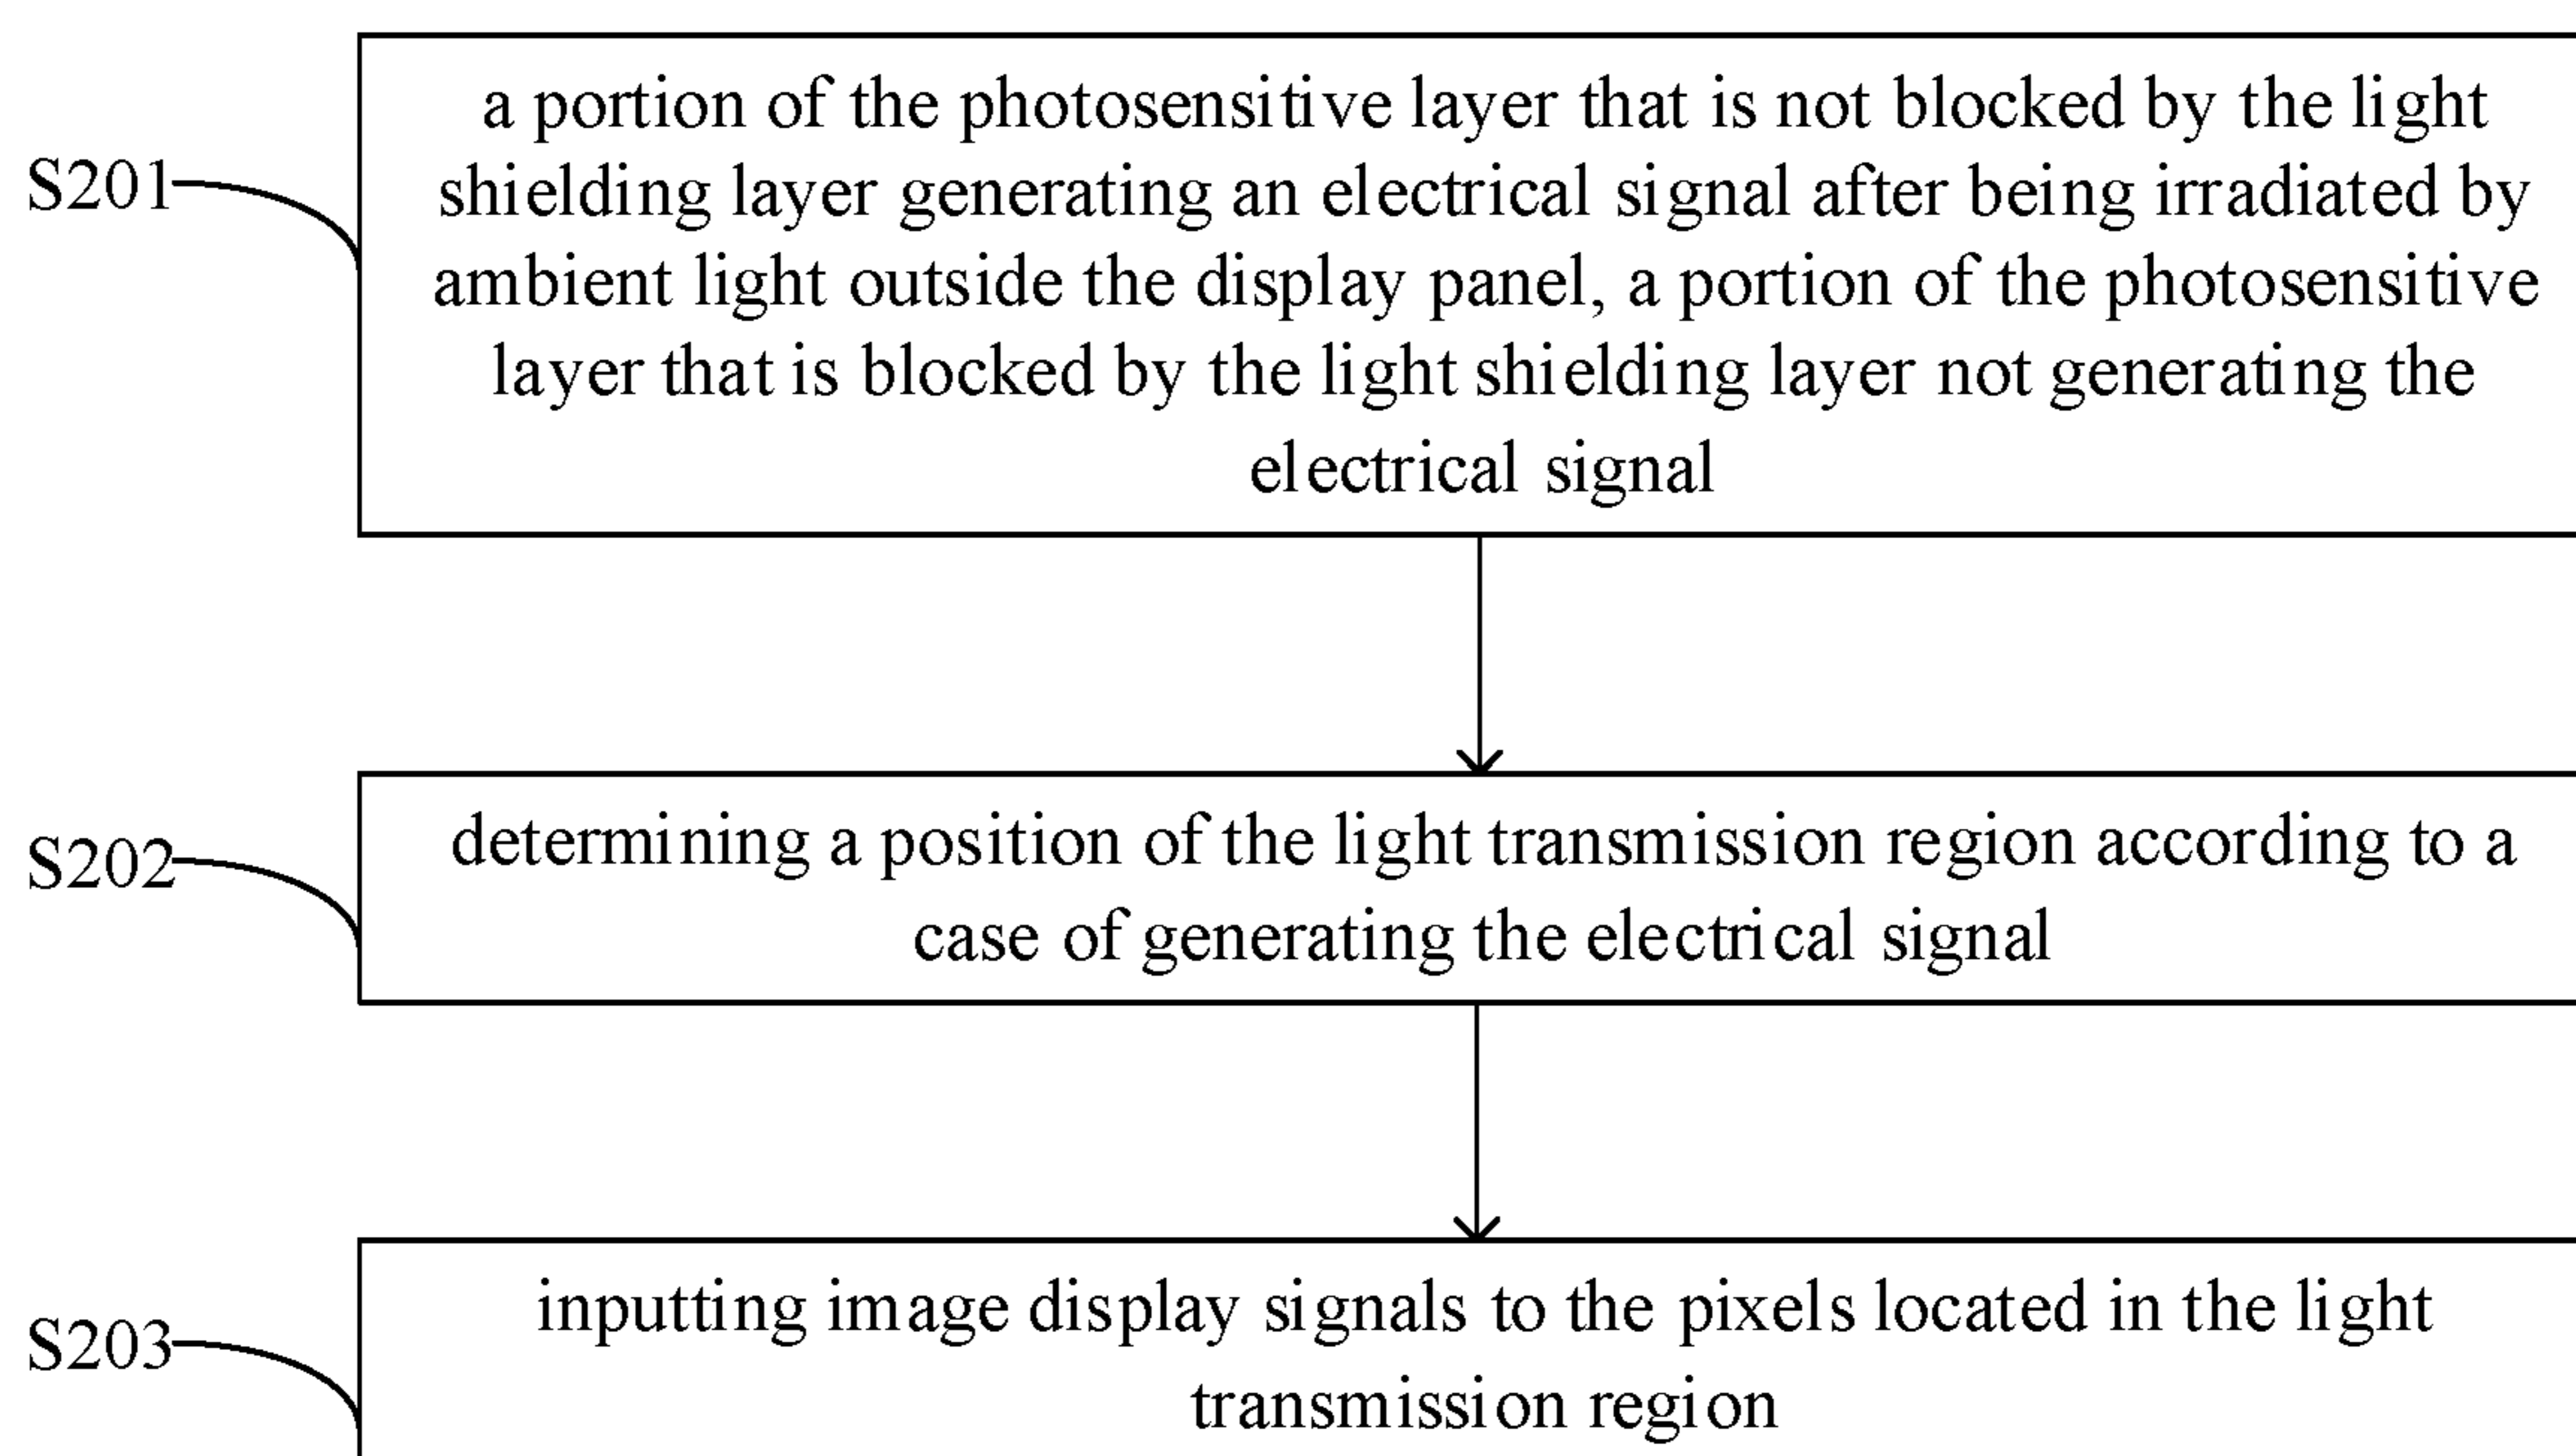 S201
a portion of the photosensitive layer that is not blocked by the light
shielding layer generating an electrical signal after being irradiated by
ambient light outside the display panel, a portion of the photosensitive
layer that is blocked by the light shielding layer not generating the
electrical signal
S202
determining a position of the light transmission region according to a
case of generating the electrical signal
S203
inputting image display signals to the pixels located in the light
transmission region